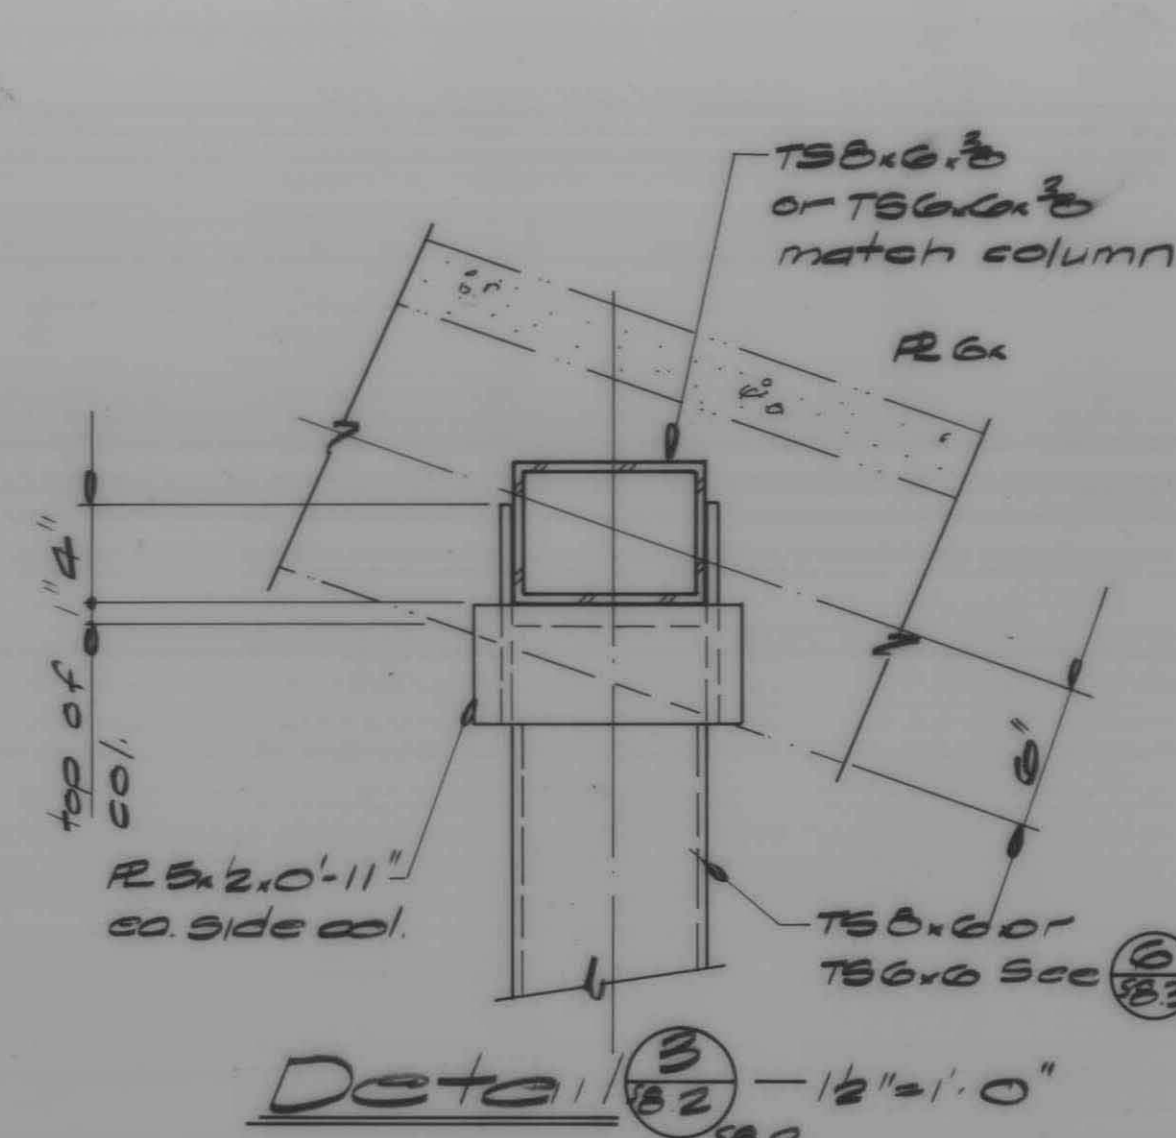 TS8x6x3/8
or TS6x6x3/8
match column
PL 6x
4"
1"
top of
col.
6"
PL 5x1/2x0'-11"
ea. side col.
TS8x6 or
TS6x6 See 6
S8.3
Detail 3 — 1 1/2"=1'-0"
S8.2